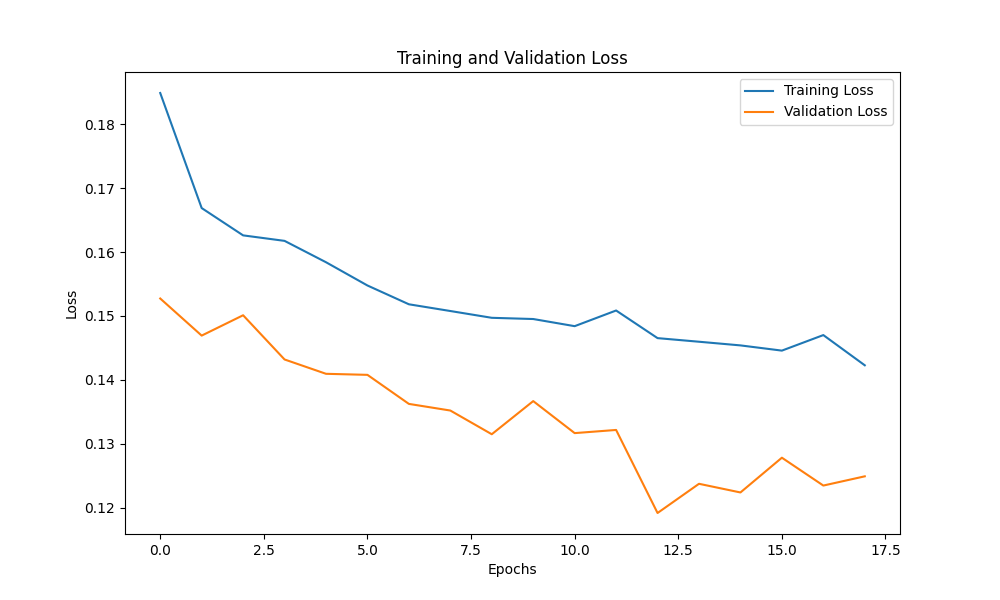 Training and Validation Loss
Training Loss
Validation Loss
Loss
0.18
0.17
0.16
0.15
0.14
0.13
0.12
0.0 2.5 5.0 7.5 10.0 12.5 15.0 17.5
Epochs